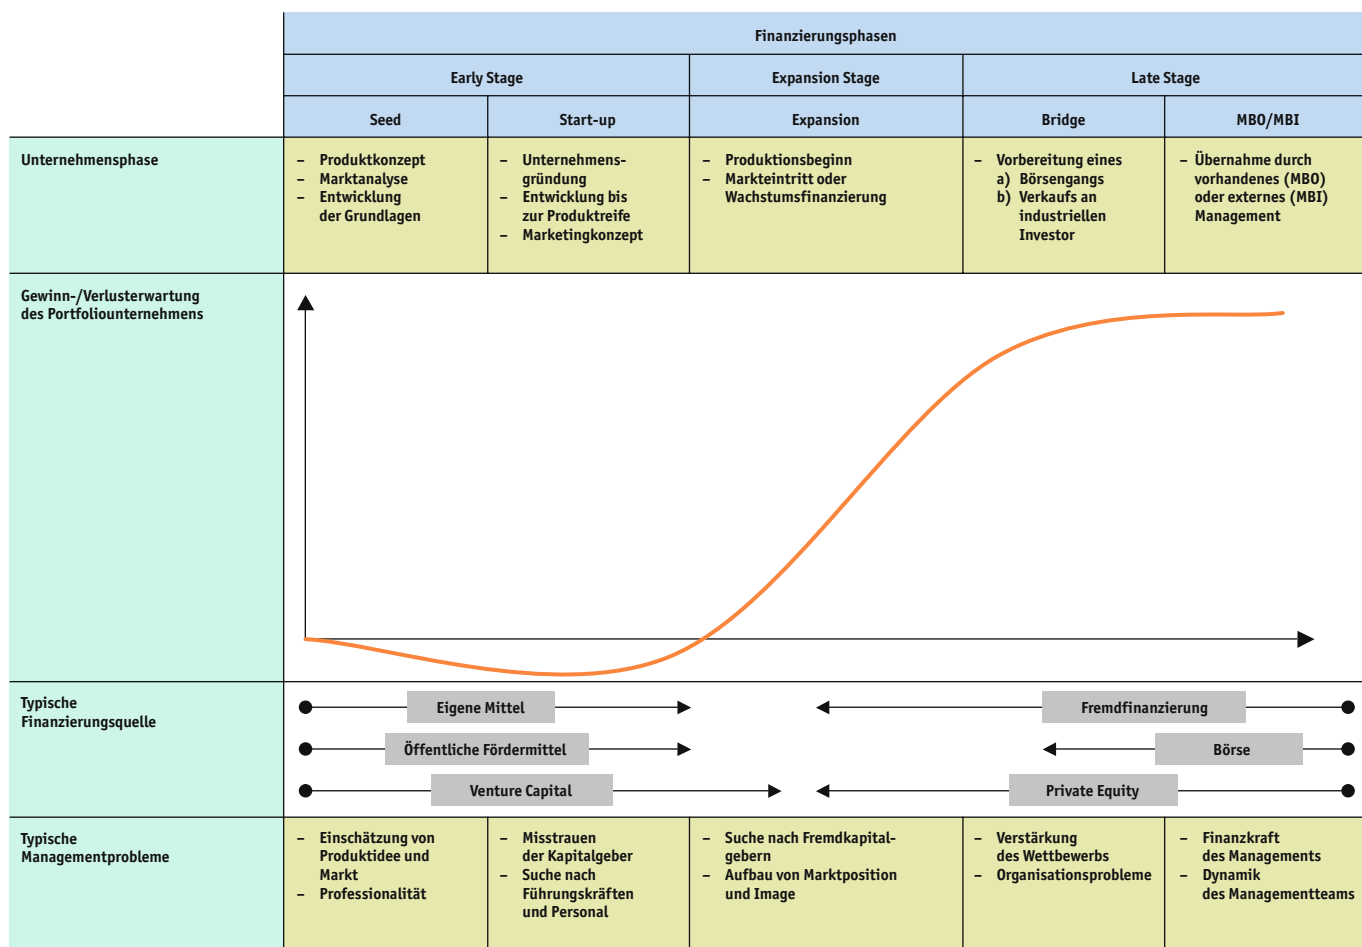 Finanzierungsphasen
Early Stage
Expansion Stage
Late Stage
Seed
Start-up
Expansion
Bridge
MBO/MBI
Unternehmensphase
– Produktkonzept
– Marktanalyse
– Entwicklung
der Grundlagen
– Unternehmens-
gründung
– Entwicklung bis
zur Produktreife
– Marketingkonzept
– Produktionsbeginn
– Markteintritt oder
Wachstumsfinanzierung
– Vorbereitung eines
a) Börsengangs
b) Verkaufs an
industriellen
Investor
– Übernahme durch
vorhandenes (MBO)
oder externes (MBI)
Management
Gewinn-/Verlusterwartung
des Portfoliounternehmens
Typische
Finanzierungsquelle
Eigene Mittel
Fremdfinanzierung
Öffentliche Fördermittel
Börse
Venture Capital
Private Equity
Typische
Managementprobleme
– Einschätzung von
Produktidee und
Markt
– Professionalität
– Misstrauen
der Kapitalgeber
– Suche nach
Führungskräften
und Personal
– Suche nach Fremdkapital-
gebern
– Aufbau von Marktposition
und Image
– Verstärkung
des Wettbewerbs
– Organisationsprobleme
– Finanzkraft
des Managements
– Dynamik
des Managementteams